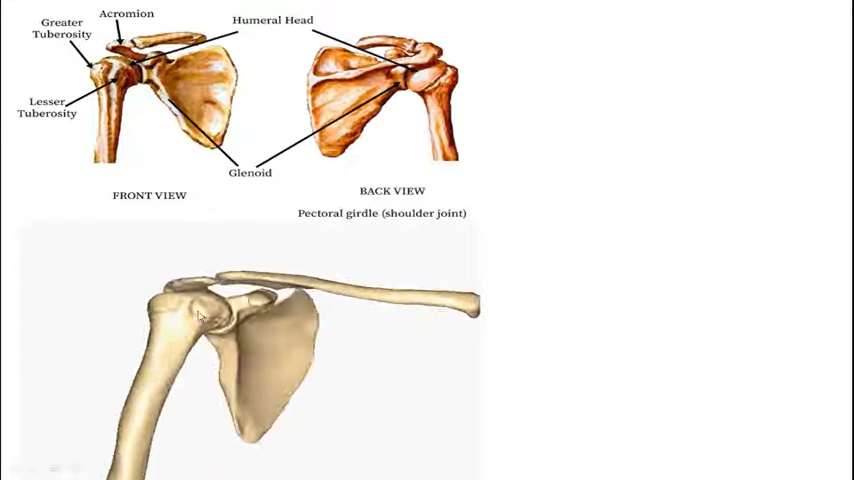 Acromion
Greater
Tuberosity
Humeral Head
Lesser
Tuberosity
Glenoid
FRONT VIEW
BACK VIEW
Pectoral girdle (shoulder joint)